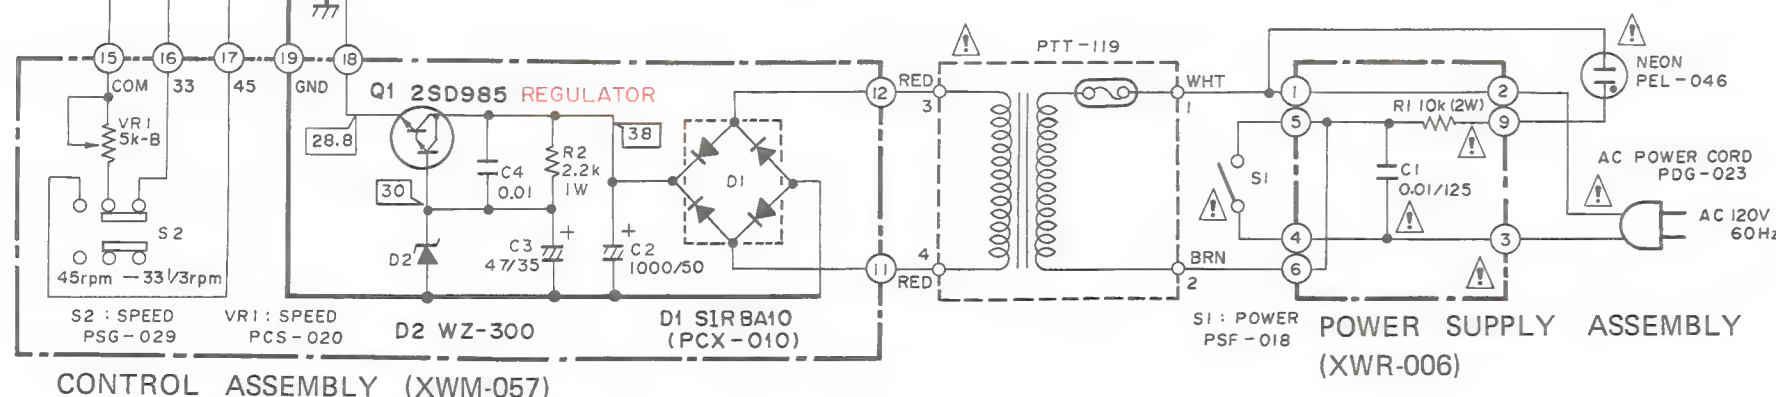 15 16 17 19 18
COM 33 45 GND
VR1
5k-B
Q1 2SD985 REGULATOR
28.8
38
30
C4
0.01
R2
2.2k
1W
D1
D2
C3
47/35
C2
1000/50
S2
45rpm — 33 1/3rpm
S2 : SPEED
PSG-029
VR1 : SPEED
PCS-020
D2 WZ-300
D1 S1RBA10
(PCX-010)
CONTROL ASSEMBLY (XWM-057)
12
11
RED
3
4
RED
PTT-119
WHT
1
BRN
2
1 2
5 9
4 3
6
R1 10k (2W)
C1
0.01/125
S1
NEON
PEL-046
AC POWER CORD
PDG-023
AC 120V
60Hz
S1 : POWER
PSF-018
POWER SUPPLY ASSEMBLY
(XWR-006)